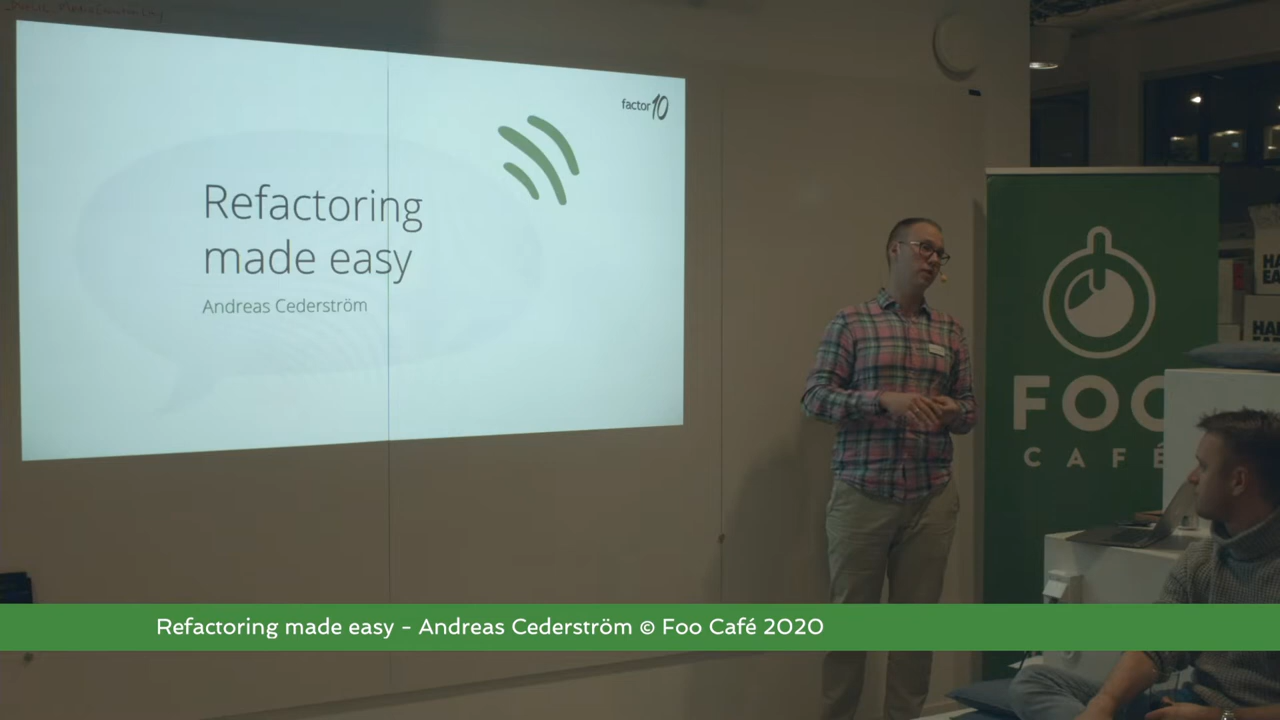 factor10
Refactoring
made easy
Andreas Cederström
FOO
CAFÉ
Refactoring made easy - Andreas Cederström © Foo Café 2020